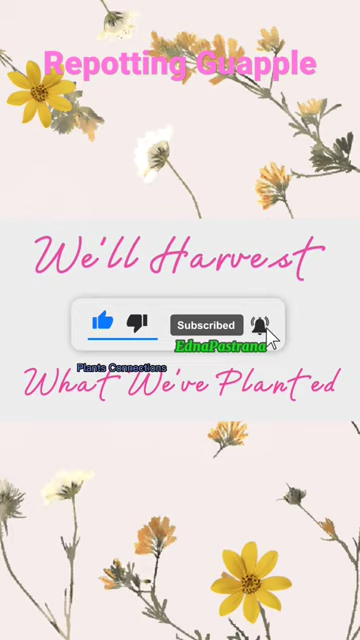 Repotting Guapple
We'll Harvest
Subscribed
EdnaPastrana
Plants Connections
What We've Planted